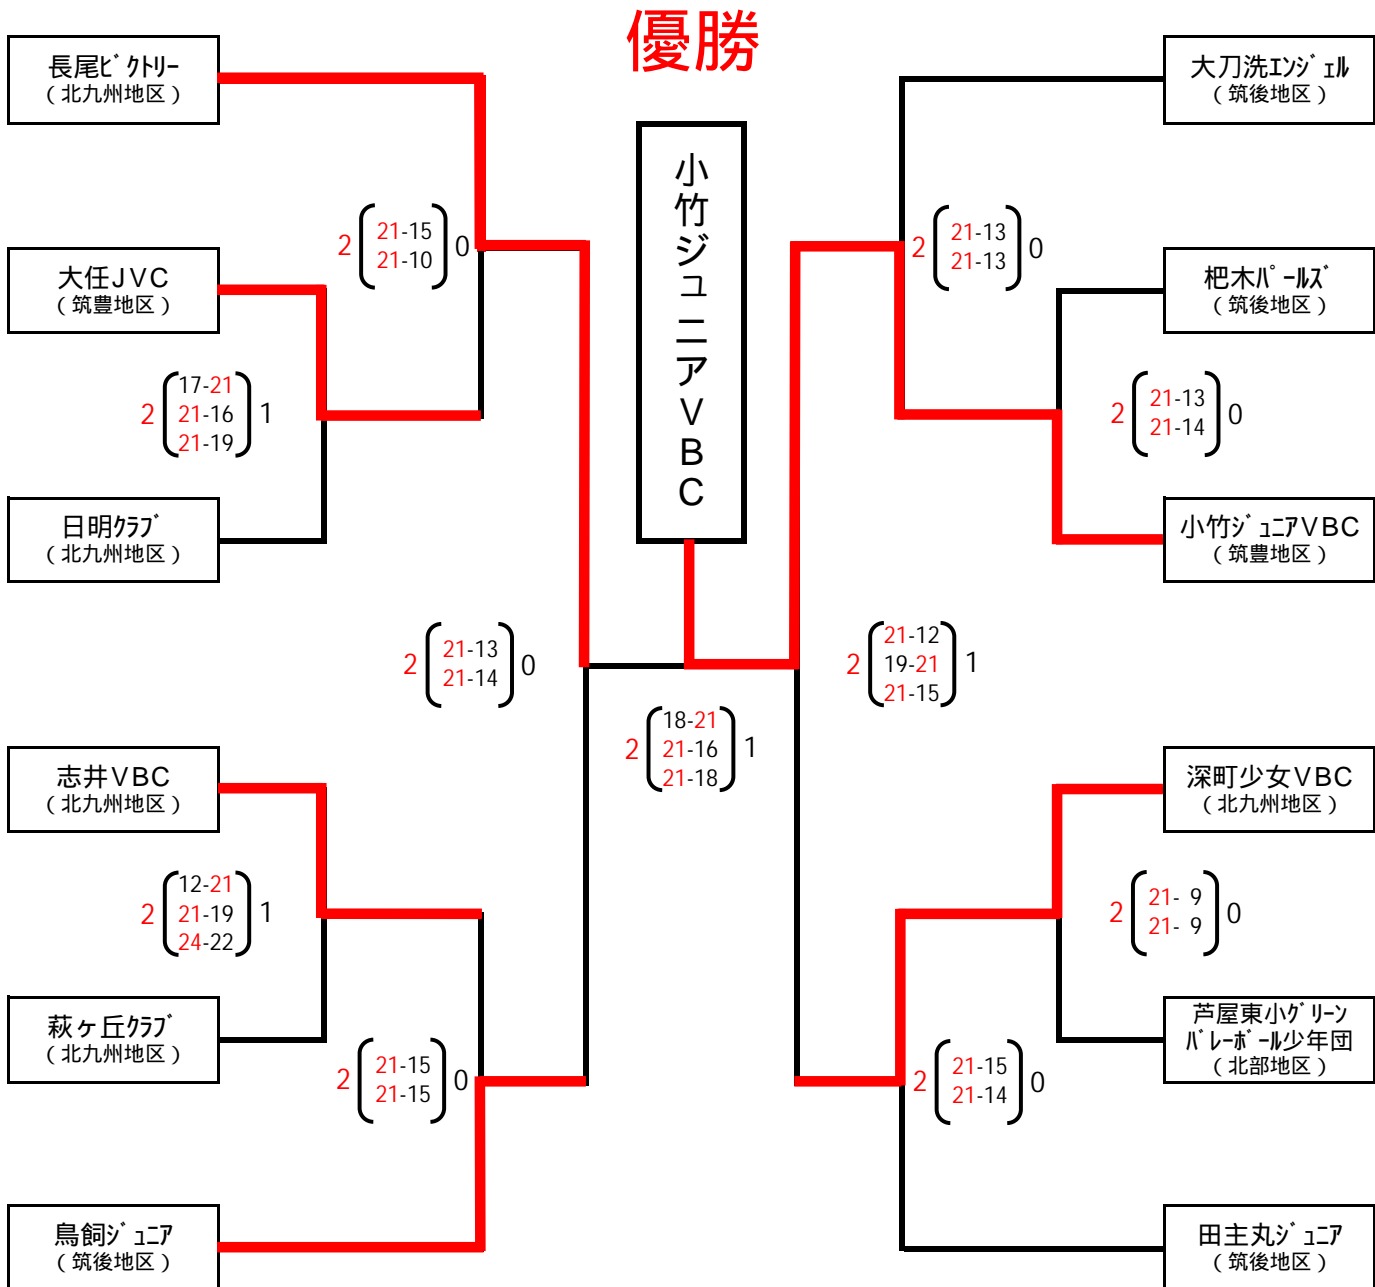 優勝
小竹ジュニアVBC
長尾ﾋﾞｸﾄﾘｰ
(北九州地区)
2
21-15
21-10
0
大任JVC
(筑豊地区)
2
17-21
21-16
21-19
1
日明ｸﾗﾌﾞ
(北九州地区)
2
21-13
21-14
0
志井VBC
(北九州地区)
2
12-21
21-19
24-22
1
萩ヶ丘ｸﾗﾌﾞ
(北九州地区)
2
21-15
21-15
0
鳥飼ｼﾞｭﾆｱ
(筑後地区)
2
18-21
21-16
21-18
1
大刀洗ｴﾝｼﾞｪﾙ
(筑後地区)
2
21-13
21-13
0
杷木ﾊﾟｰﾙｽﾞ
(筑後地区)
2
21-13
21-14
0
小竹ｼﾞｭﾆｱVBC
(筑豊地区)
2
21-12
19-21
21-15
1
深町少女VBC
(北九州地区)
2
21- 9
21- 9
0
芦屋東小ｸﾞﾘｰﾝ
ﾊﾞﾚｰﾎﾞｰﾙ少年団
(北部地区)
2
21-15
21-14
0
田主丸ｼﾞｭﾆｱ
(筑後地区)